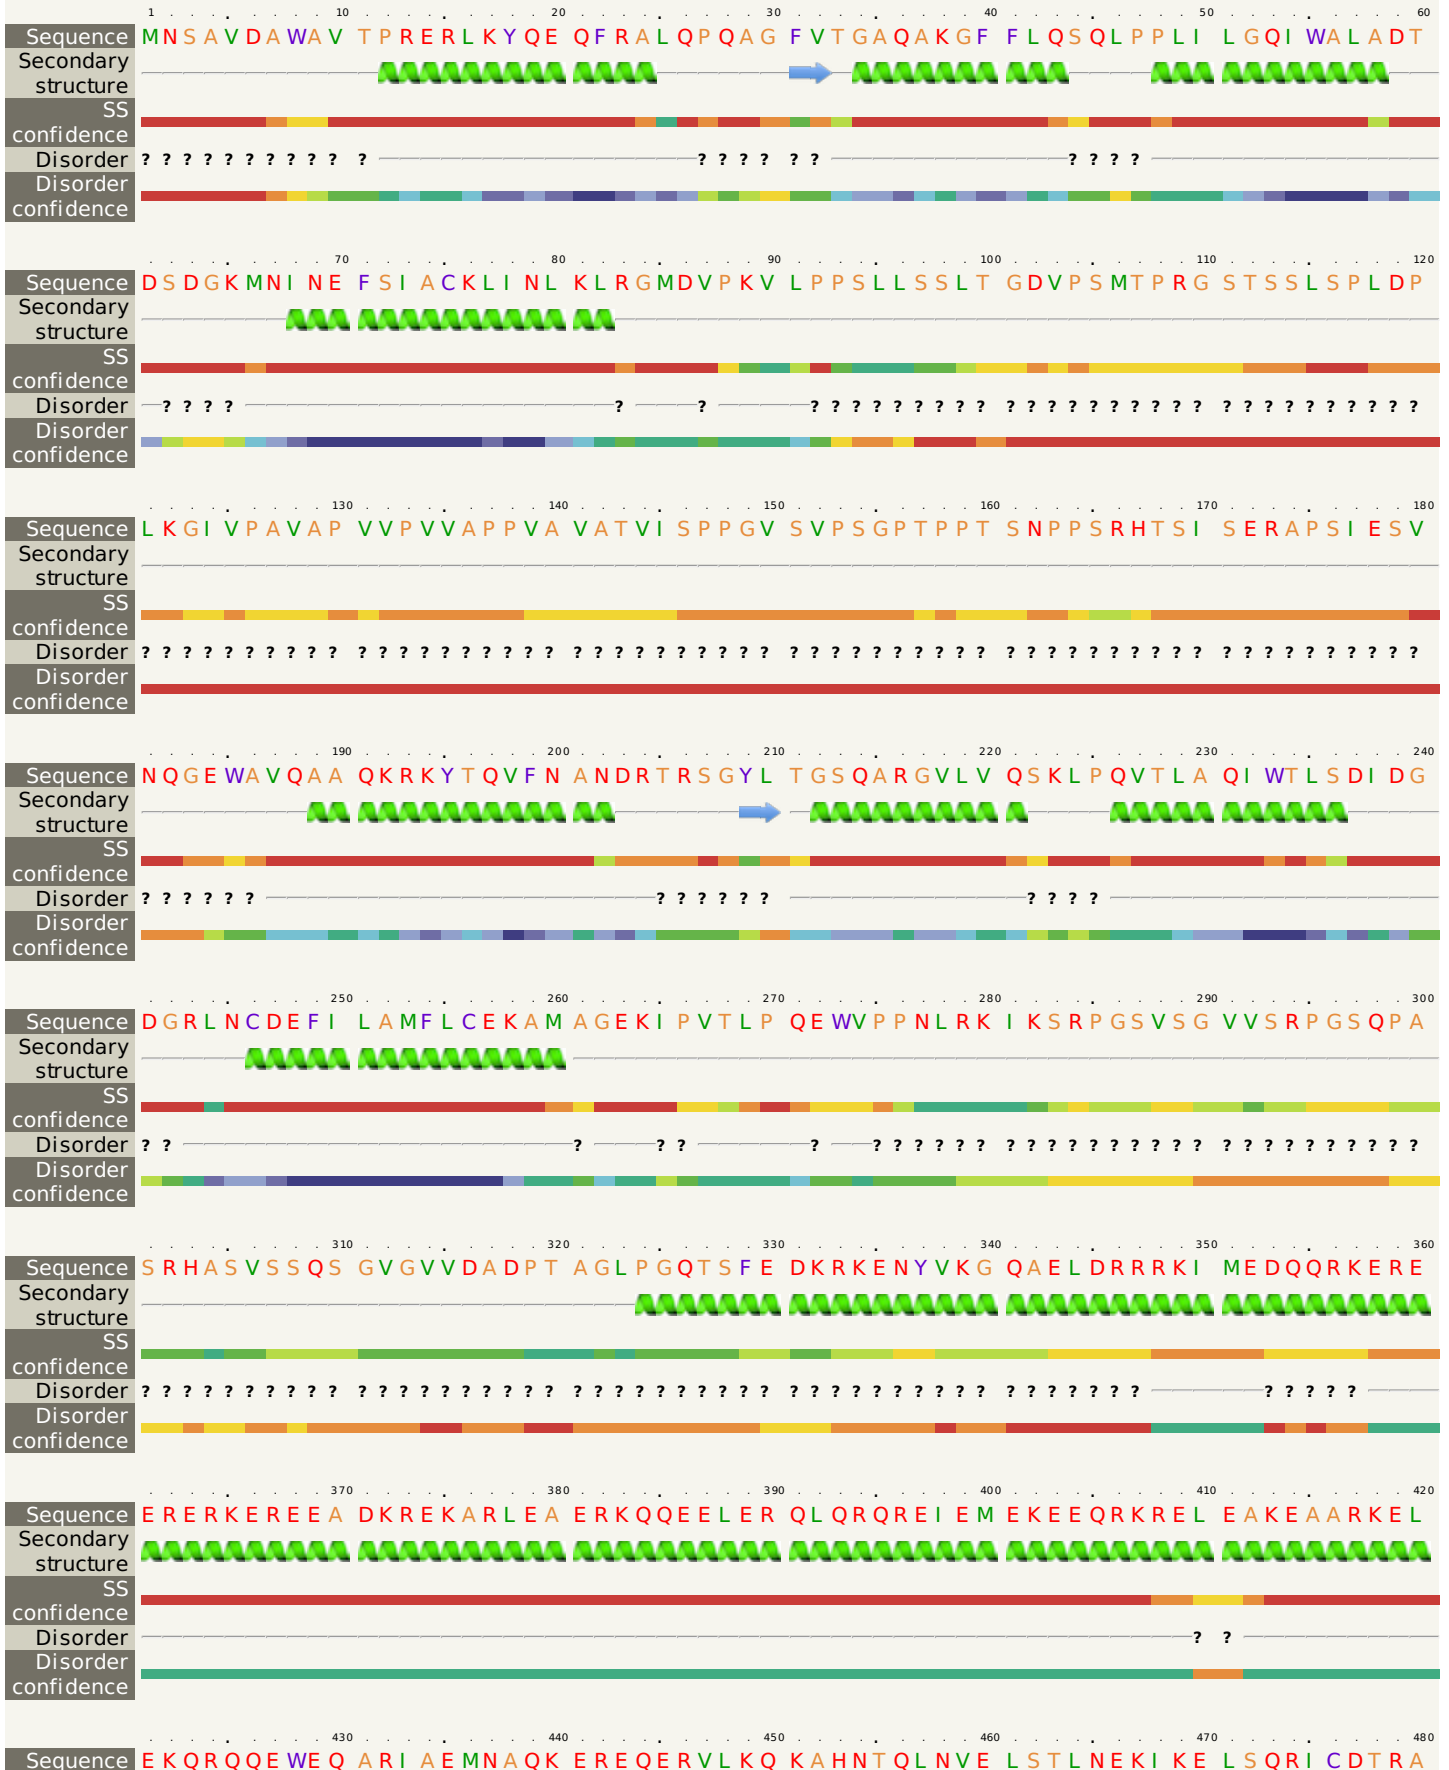 1 10 20 30 40 50 60
Sequence MNSAVDAWAV TPRERLKYQE QFRALQPQAG FVTGAQAKGF FLQSQLPPLI LGQIWALADT
Secondary structure
SS confidence
Disorder ? ? ? ? ? ? ? ? ? ? ? ? ? ? ? ? ? ? ? ?
Disorder confidence
70 80 90 100 110 120
Sequence DSDGKMNINE FSIACKLINL KLRGMDVPKV LPPSLLSSLT GDVPSMTPRG STSSLSPLDP
Secondary structure
SS confidence
Disorder ? ? ? ? ? ? ? ? ? ? ? ? ? ? ? ? ? ? ? ? ? ? ? ? ? ? ? ? ? ? ? ? ? ? ?
Disorder confidence
130 140 150 160 170 180
Sequence LKGIVPAVAP VVPVVAPPVA VATVISPPGV SVPSGPTPPT SNPPSRHTSI SERAPSIESV
Secondary structure
SS confidence
Disorder ? ? ? ? ? ? ? ? ? ? ? ? ? ? ? ? ? ? ? ? ? ? ? ? ? ? ? ? ? ? ? ? ? ? ? ? ? ? ? ? ? ? ? ? ? ? ? ? ? ? ? ? ? ? ? ? ? ? ? ?
Disorder confidence
190 200 210 220 230 240
Sequence NQGEWAVQAA QKRKYTQVFN ANDRTRSGYL TGSQARGVLV QSKLPQVTLA QIWTLSDIDG
Secondary structure
SS confidence
Disorder ? ? ? ? ? ? ? ? ? ? ? ? ? ? ? ?
Disorder confidence
250 260 270 280 290 300
Sequence DGRLNCDEFI LAMFLCEKAM AGEKIPVTLP QEWVPPNLRK IKSRPGSVSG VVSRPGSQPA
Secondary structure
SS confidence
Disorder ? ? ? ? ? ? ? ? ? ? ? ? ? ? ? ? ? ? ? ? ? ? ? ? ? ? ? ? ? ? ? ?
Disorder confidence
310 320 330 340 350 360
Sequence SRHASVSSQS GVGVVDADPT AGLPGQTSFE DKRKENYVKG QAELDRRRKI MEDQQRKERE
Secondary structure
SS confidence
Disorder ? ? ? ? ? ? ? ? ? ? ? ? ? ? ? ? ? ? ? ? ? ? ? ? ? ? ? ? ? ? ? ? ? ? ? ? ? ? ? ? ? ? ? ? ? ? ? ? ? ? ? ?
Disorder confidence
370 380 390 400 410 420
Sequence ERERKEREEA DKREKARLEA ERKQQEELER QLQRQREIEM EKEEQRKREL EAKEAARKEL
Secondary structure
SS confidence
Disorder ? ?
Disorder confidence
430 440 450 460 470 480
Sequence EKQRQQEWEQ ARIAEMNAQK EREQERVLKQ KAHNTQLNVE LSTLNEKIKE LSQRICDTRA